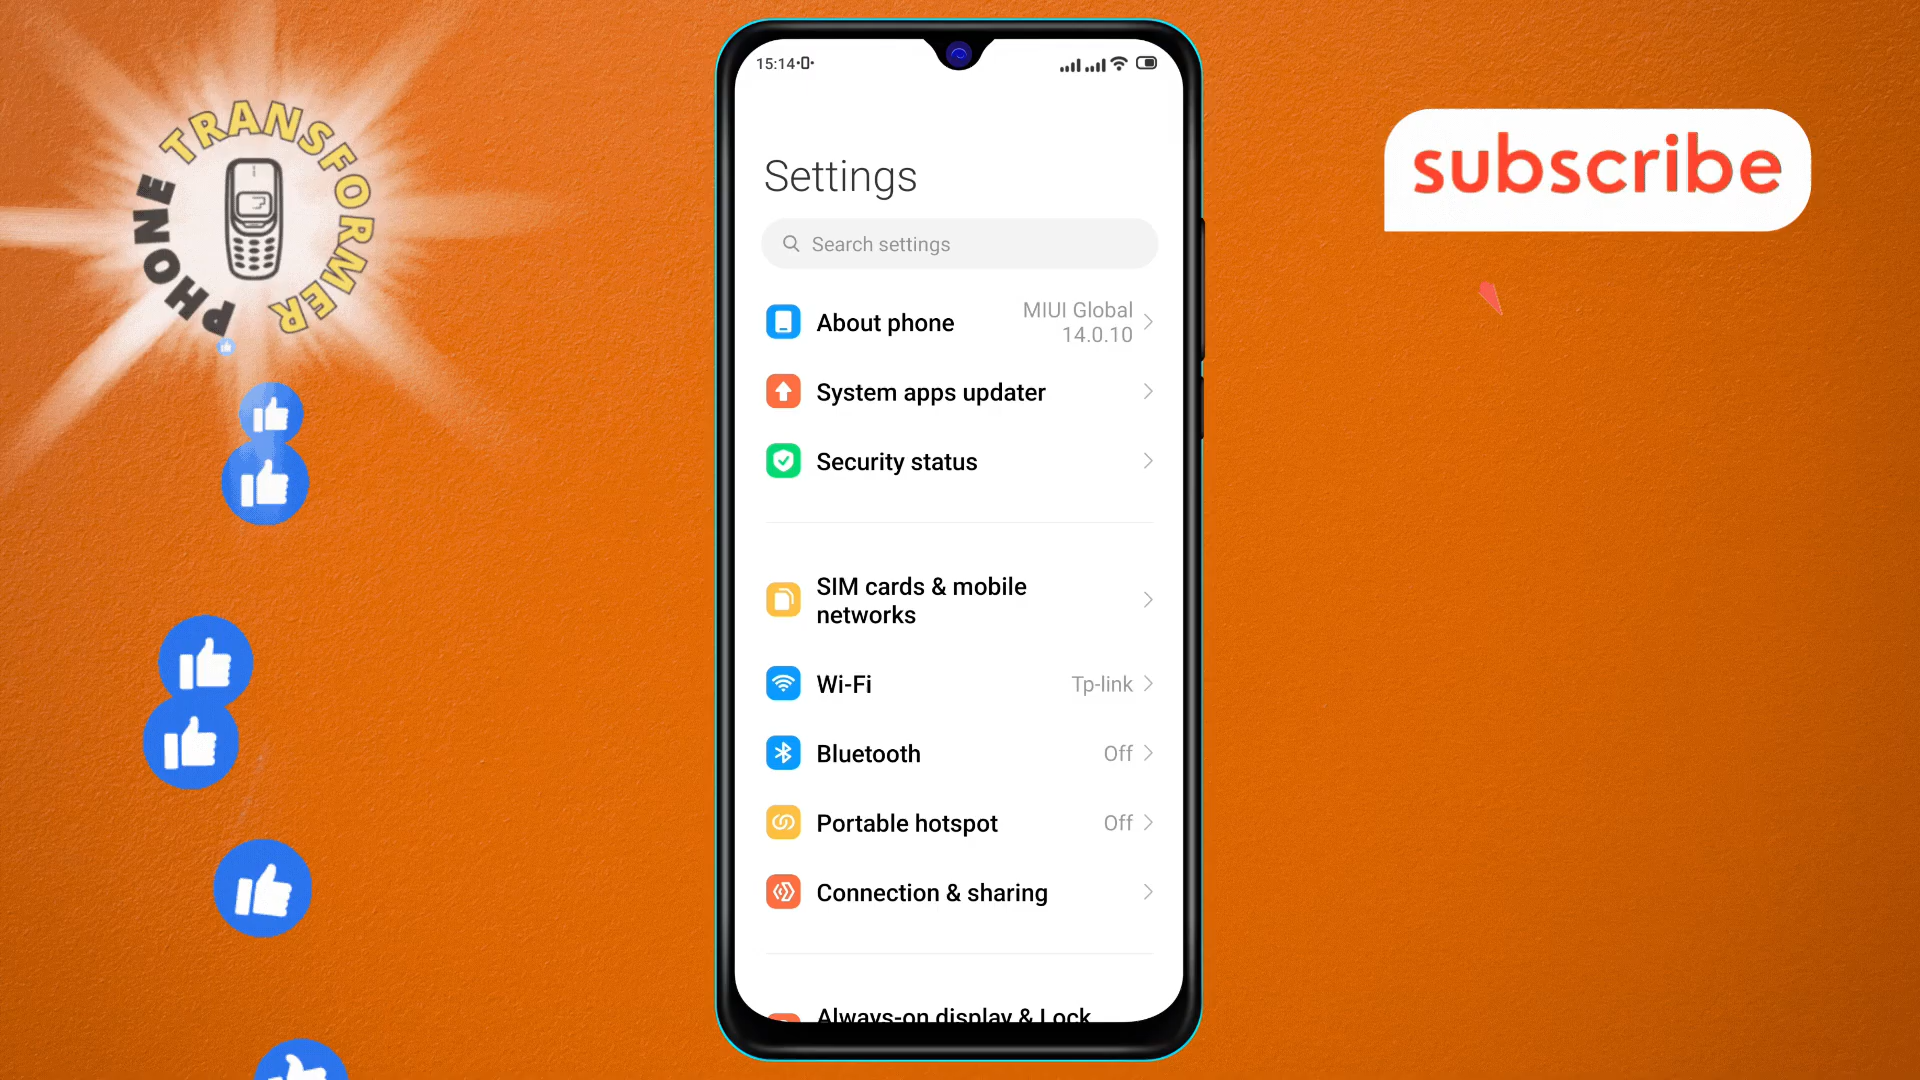 PHONE TRANSFORMER
subscribe
15:14
Settings
Search settings
About phone
MIUI Global
14.0.10
System apps updater
Security status
SIM cards & mobile
networks
Wi-Fi
Tp-link
Bluetooth
Off
Portable hotspot
Off
Connection & sharing
Always-on display & Lock